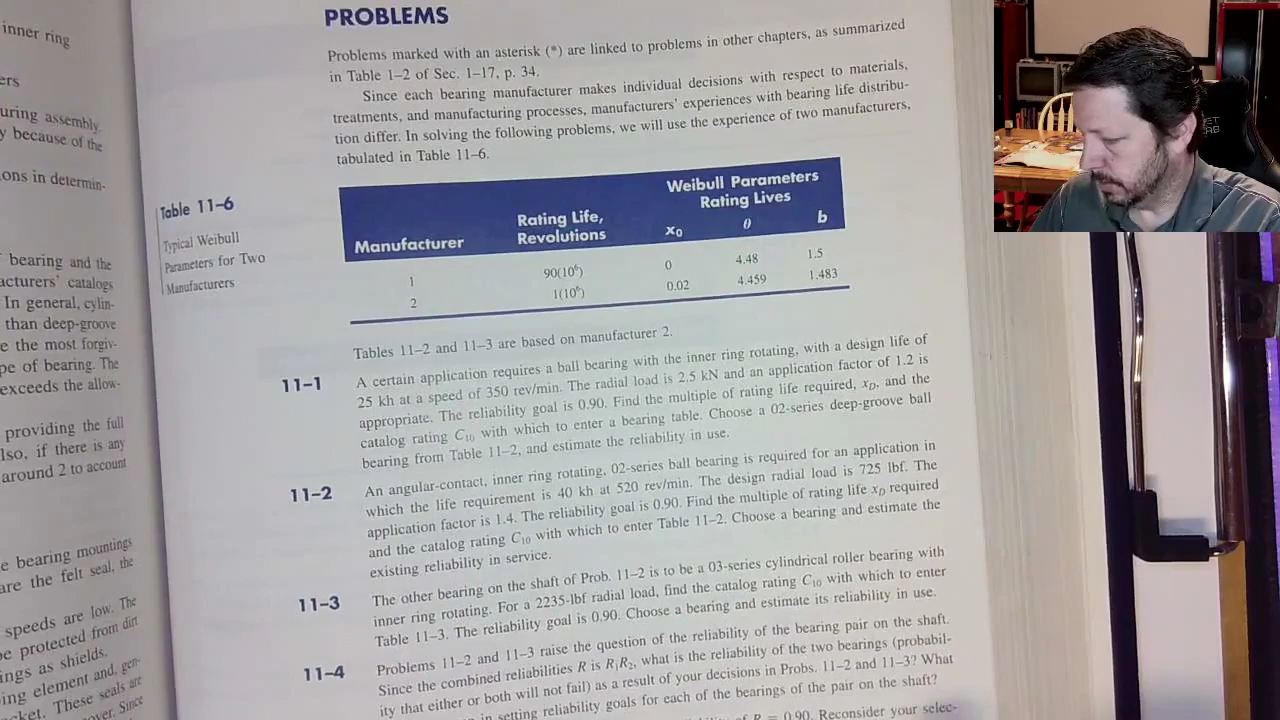 inner ring
ers
uring assembly.
y because of the
ons in determin-
bearing and the
acturers' catalogs
In general, cylin-
than deep-groove
e the most forgiv-
pe of bearing. The
exceeds the allow-
providing the full
lso, if there is any
around 2 to account
e bearing mountings
are the felt seal, the
speeds are low. The
be protected from dirt
ings as shields.
ing element and, gen-
cket. These seals are
over. Since
PROBLEMS
Problems marked with an asterisk (*) are linked to problems in other chapters, as summarized
in Table 1–2 of Sec. 1–17, p. 34.
Since each bearing manufacturer makes individual decisions with respect to materials,
treatments, and manufacturing processes, manufacturers' experiences with bearing life distribu-
tion differ. In solving the following problems, we will use the experience of two manufacturers,
tabulated in Table 11–6.
Table 11–6
Typical Weibull
Parameters for Two
Manufacturers
Weibull Parameters
Rating Lives
Rating Life,
Manufacturer Revolutions x₀ θ b
1 90(10⁶) 0 4.48 1.5
2 1(10⁶) 0.02 4.459 1.483
Tables 11–2 and 11–3 are based on manufacturer 2.
11–1 A certain application requires a ball bearing with the inner ring rotating, with a design life of
25 kh at a speed of 350 rev/min. The radial load is 2.5 kN and an application factor of 1.2 is
appropriate. The reliability goal is 0.90. Find the multiple of rating life required, x_D, and the
catalog rating C₁₀ with which to enter a bearing table. Choose a 02-series deep-groove ball
bearing from Table 11–2, and estimate the reliability in use.
11–2 An angular-contact, inner ring rotating, 02-series ball bearing is required for an application in
which the life requirement is 40 kh at 520 rev/min. The design radial load is 725 lbf. The
application factor is 1.4. The reliability goal is 0.90. Find the multiple of rating life x_D required
and the catalog rating C₁₀ with which to enter Table 11–2. Choose a bearing and estimate the
existing reliability in service.
11–3 The other bearing on the shaft of Prob. 11–2 is to be a 03-series cylindrical roller bearing with
inner ring rotating. For a 2235-lbf radial load, find the catalog rating C₁₀ with which to enter
Table 11–3. The reliability goal is 0.90. Choose a bearing and estimate its reliability in use.
11–4 Problems 11–2 and 11–3 raise the question of the reliability of the bearing pair on the shaft.
Since the combined reliabilities R is R₁R₂, what is the reliability of the two bearings (probabil-
ity that either or both will not fail) as a result of your decisions in Probs. 11–2 and 11–3? What
in setting reliability goals for each of the bearings of the pair on the shaft?
of R = 0.90. Reconsider your selec-